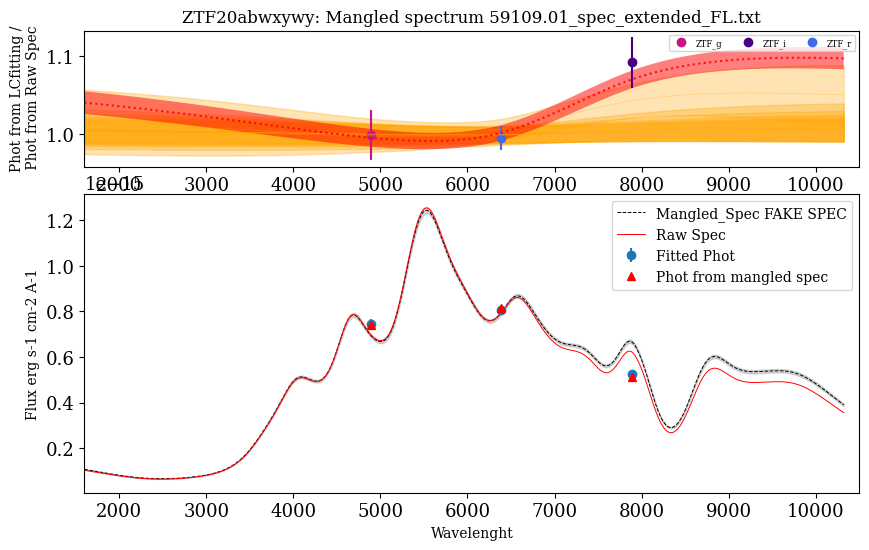 ZTF20abwxywy: Mangled spectrum 59109.01_spec_extended_FL.txt
Phot from LCfitting /
Phot from Raw Spec
1.1
1.0
ZTF_g ZTF_i ZTF_r
2000 3000 4000 5000 6000 7000 8000 9000 10000
1e−15
Flux erg s-1 cm-2 A-1
1.2
1.0
0.8
0.6
0.4
0.2
Mangled_Spec FAKE SPEC
Raw Spec
Fitted Phot
Phot from mangled spec
2000 3000 4000 5000 6000 7000 8000 9000 10000
Wavelenght